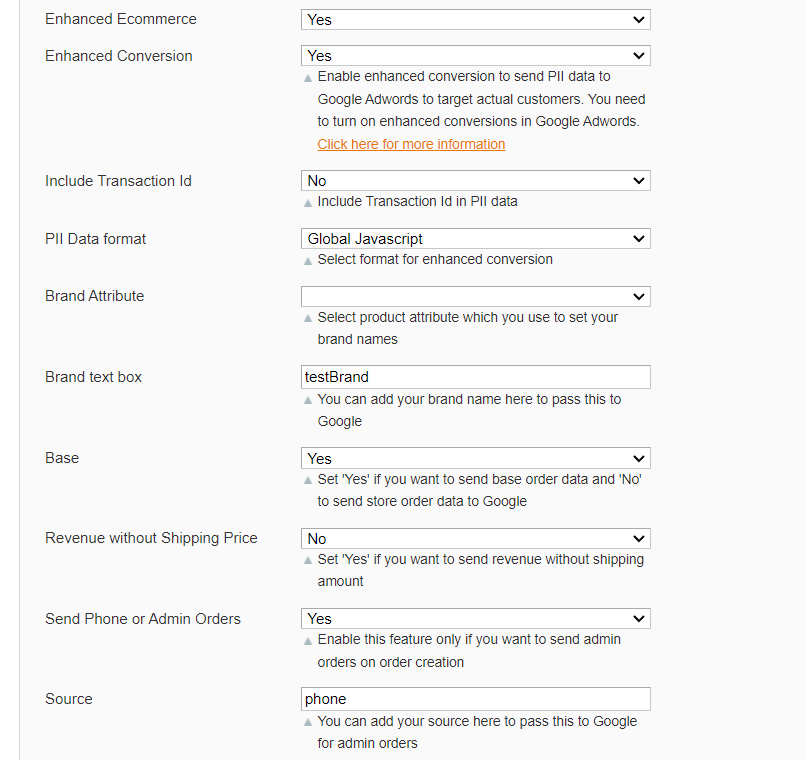 Enhanced Ecommerce Yes
Enhanced Conversion Yes
Enable enhanced conversion to send PII data to
Google Adwords to target actual customers. You need
to turn on enhanced conversions in Google Adwords.
Click here for more information
Include Transaction Id No
Include Transaction Id in PII data
PII Data format Global Javascript
Select format for enhanced conversion
Brand Attribute
Select product attribute which you use to set your
brand names
Brand text box testBrand
You can add your brand name here to pass this to
Google
Base Yes
Set 'Yes' if you want to send base order data and 'No'
to send store order data to Google
Revenue without Shipping Price No
Set 'Yes' if you want to send revenue without shipping
amount
Send Phone or Admin Orders Yes
Enable this feature only if you want to send admin
orders on order creation
Source phone
You can add your source here to pass this to Google
for admin orders